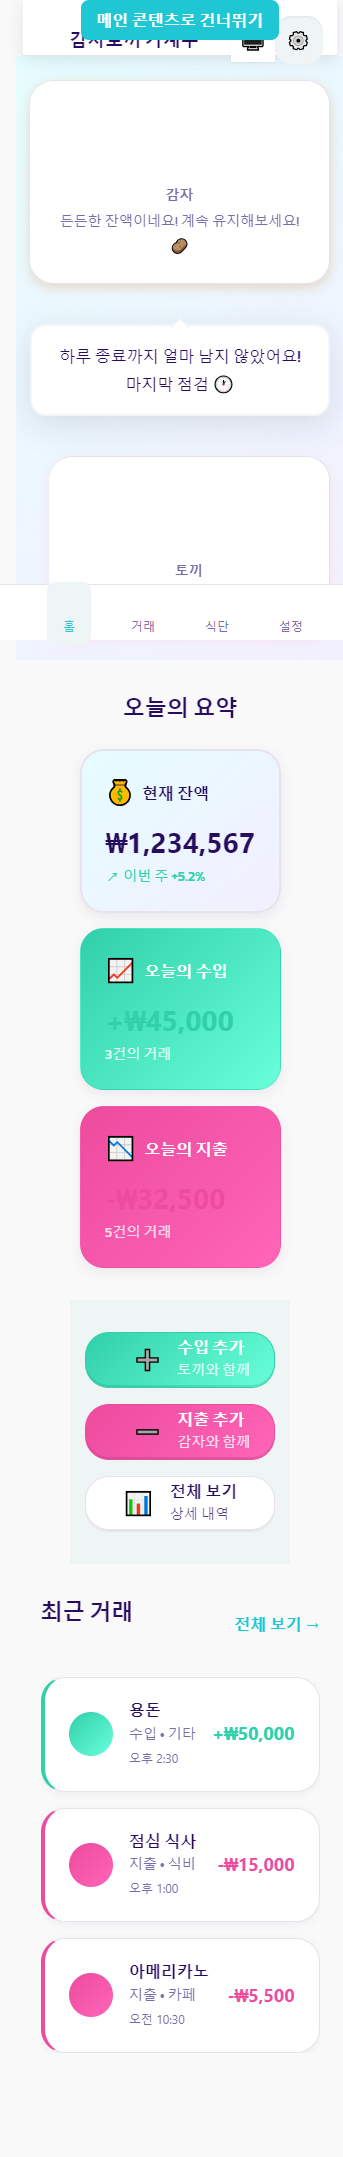 메인 콘텐츠로 건너뛰기
감자
든든한 잔액이네요! 계속 유지해보세요!
🥔
하루 종료까지 얼마 남지 않았어요!
마지막 점검 🕐
토끼
홈 거래 식단 설정
오늘의 요약
💰 현재 잔액
₩1,234,567
↗ 이번 주 +5.2%
📈 오늘의 수입
+₩45,000
3건의 거래
📉 오늘의 지출
-₩32,500
5건의 거래
➕ 수입 추가
토끼와 함께
➖ 지출 추가
감자와 함께
📊 전체 보기
상세 내역
최근 거래
전체 보기 →
용돈
수입 • 기타
+₩50,000
오후 2:30
점심 식사
지출 • 식비
-₩15,000
오후 1:00
아메리카노
지출 • 카페
-₩5,500
오전 10:30